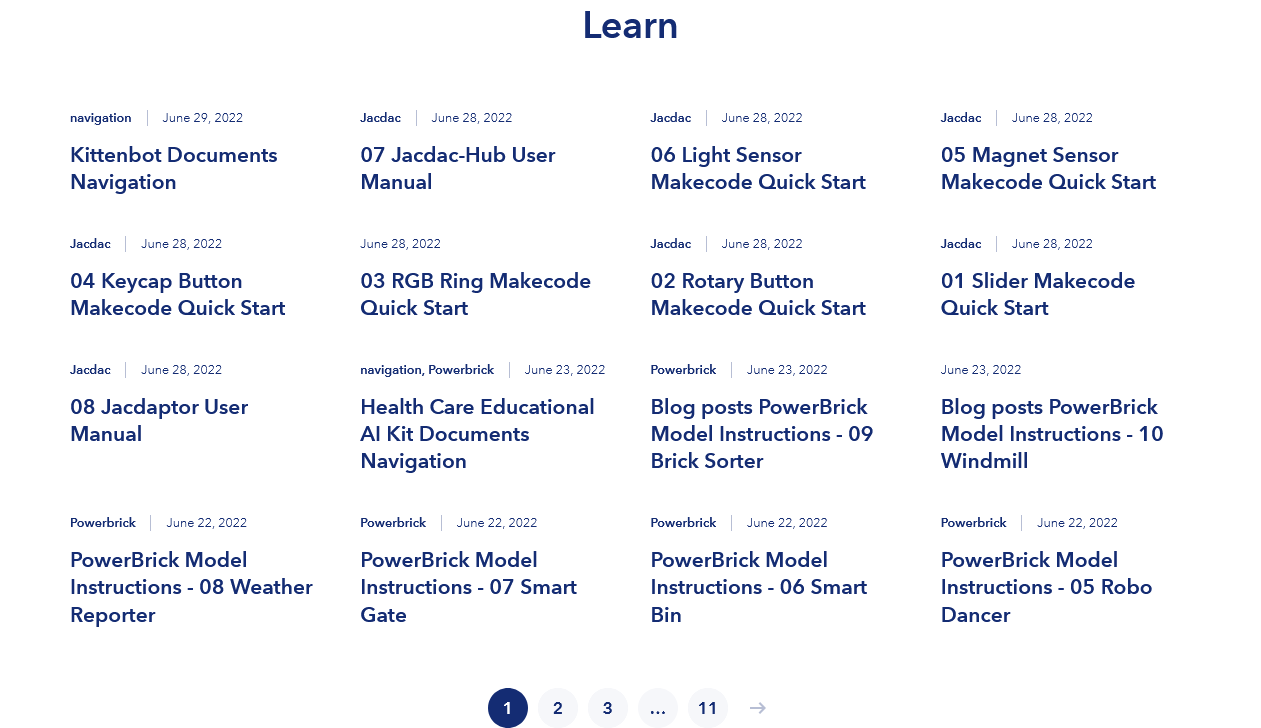 Learn
navigation | June 29, 2022
Kittenbot Documents
Navigation
Jacdac | June 28, 2022
07 Jacdac-Hub User
Manual
Jacdac | June 28, 2022
06 Light Sensor
Makecode Quick Start
Jacdac | June 28, 2022
05 Magnet Sensor
Makecode Quick Start
Jacdac | June 28, 2022
04 Keycap Button
Makecode Quick Start
June 28, 2022
03 RGB Ring Makecode
Quick Start
Jacdac | June 28, 2022
02 Rotary Button
Makecode Quick Start
Jacdac | June 28, 2022
01 Slider Makecode
Quick Start
Jacdac | June 28, 2022
08 Jacdaptor User
Manual
navigation, Powerbrick | June 23, 2022
Health Care Educational
AI Kit Documents
Navigation
Powerbrick | June 23, 2022
Blog posts PowerBrick
Model Instructions - 09
Brick Sorter
June 23, 2022
Blog posts PowerBrick
Model Instructions - 10
Windmill
Powerbrick | June 22, 2022
PowerBrick Model
Instructions - 08 Weather
Reporter
Powerbrick | June 22, 2022
PowerBrick Model
Instructions - 07 Smart
Gate
Powerbrick | June 22, 2022
PowerBrick Model
Instructions - 06 Smart
Bin
Powerbrick | June 22, 2022
PowerBrick Model
Instructions - 05 Robo
Dancer
1 2 3 ... 11 →